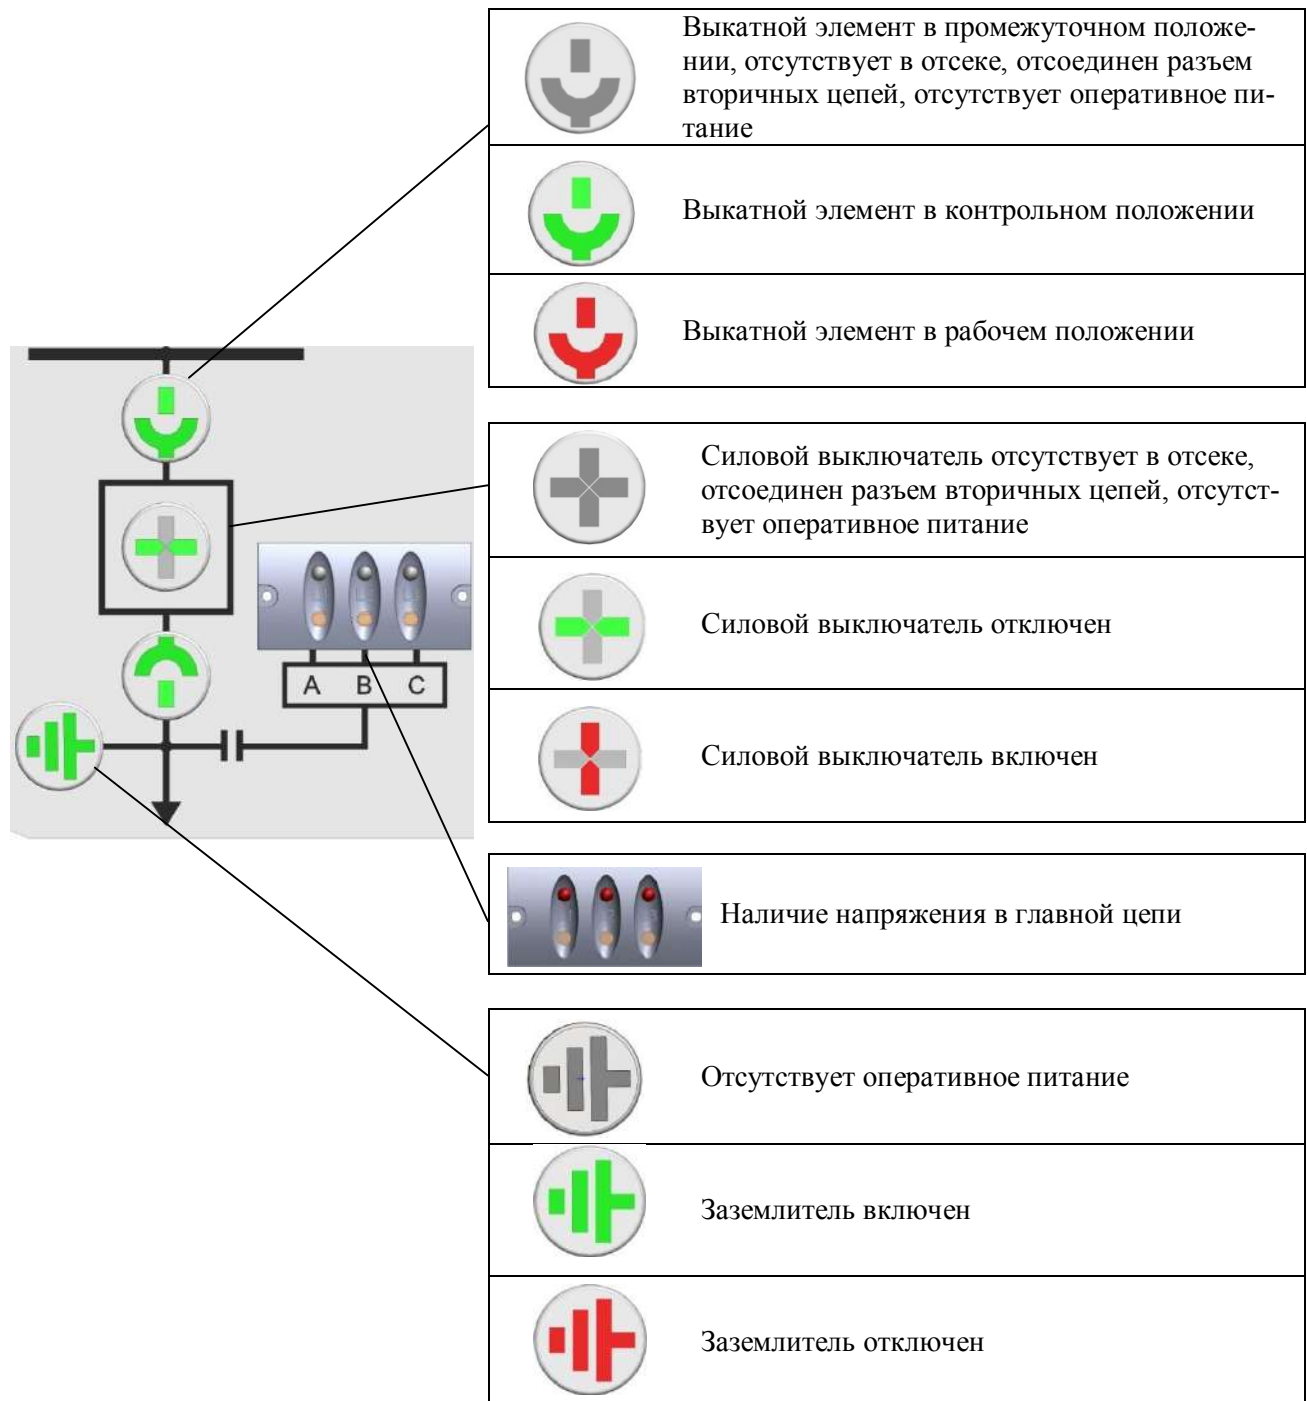 Выкатной элемент в промежуточном положе-
нии, отсутствует в отсеке, отсоединен разъем
вторичных цепей, отсутствует оперативное пи-
тание
Выкатной элемент в контрольном положении
Выкатной элемент в рабочем положении
Силовой выключатель отсутствует в отсеке,
отсоединен разъем вторичных цепей, отсутст-
вует оперативное питание
Силовой выключатель отключен
A B C
Силовой выключатель включен
Наличие напряжения в главной цепи
Отсутствует оперативное питание
Заземлитель включен
Заземлитель отключен